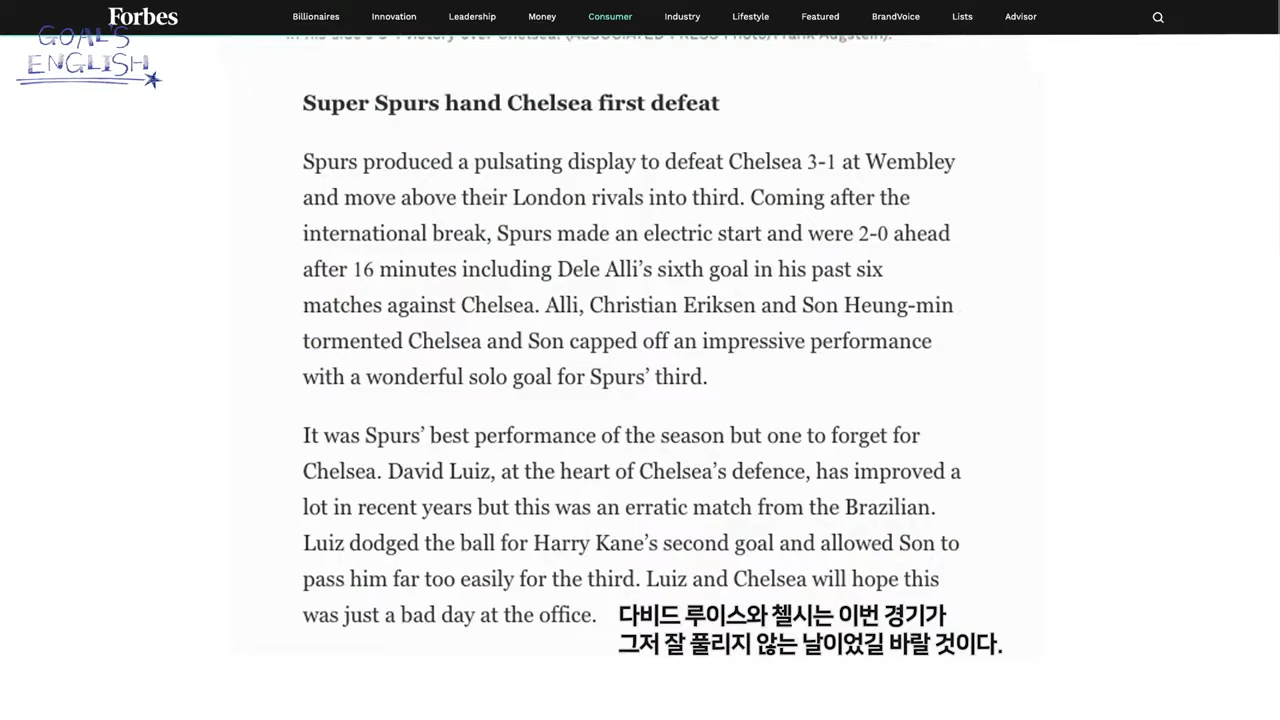 Forbes
Billionaires Innovation Leadership Money Consumer Industry Lifestyle Featured BrandVoice Lists Advisor
GOAL'S
ENGLISH
victory over Chelsea. (ASSOCIATED PRESS Photo/Frank Augstein).
Super Spurs hand Chelsea first defeat
Spurs produced a pulsating display to defeat Chelsea 3-1 at Wembley
and move above their London rivals into third. Coming after the
international break, Spurs made an electric start and were 2-0 ahead
after 16 minutes including Dele Alli’s sixth goal in his past six
matches against Chelsea. Alli, Christian Eriksen and Son Heung-min
tormented Chelsea and Son capped off an impressive performance
with a wonderful solo goal for Spurs’ third.
It was Spurs’ best performance of the season but one to forget for
Chelsea. David Luiz, at the heart of Chelsea’s defence, has improved a
lot in recent years but this was an erratic match from the Brazilian.
Luiz dodged the ball for Harry Kane’s second goal and allowed Son to
pass him far too easily for the third. Luiz and Chelsea will hope this
was just a bad day at the office.
다비드 루이스와 첼시는 이번 경기가
그저 잘 풀리지 않는 날이었길 바랄 것이다.